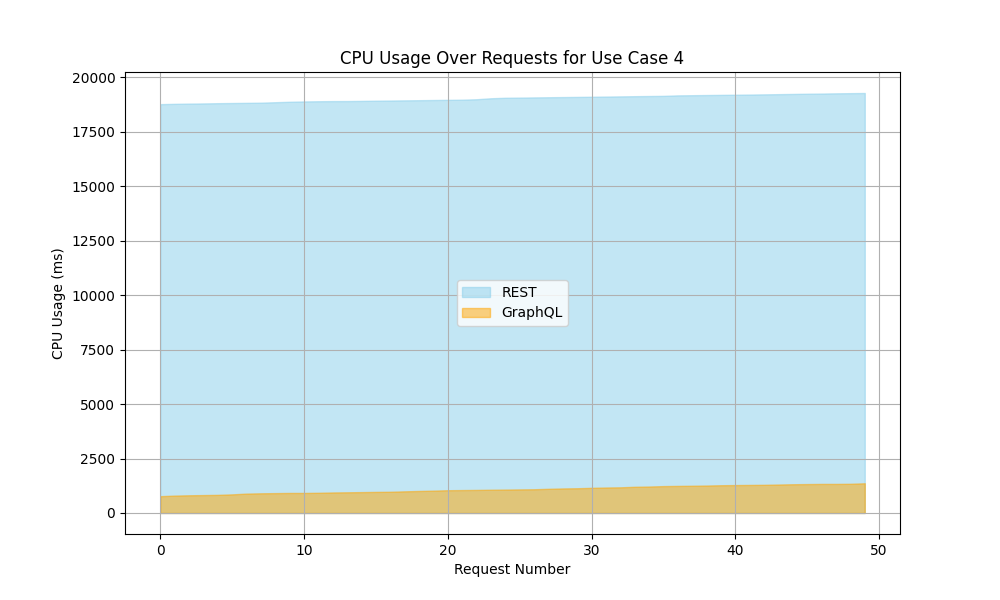 CPU Usage Over Requests for Use Case 4
20000
17500
15000
12500
10000
7500
5000
2500
0
CPU Usage (ms)
REST
GraphQL
0 10 20 30 40 50
Request Number